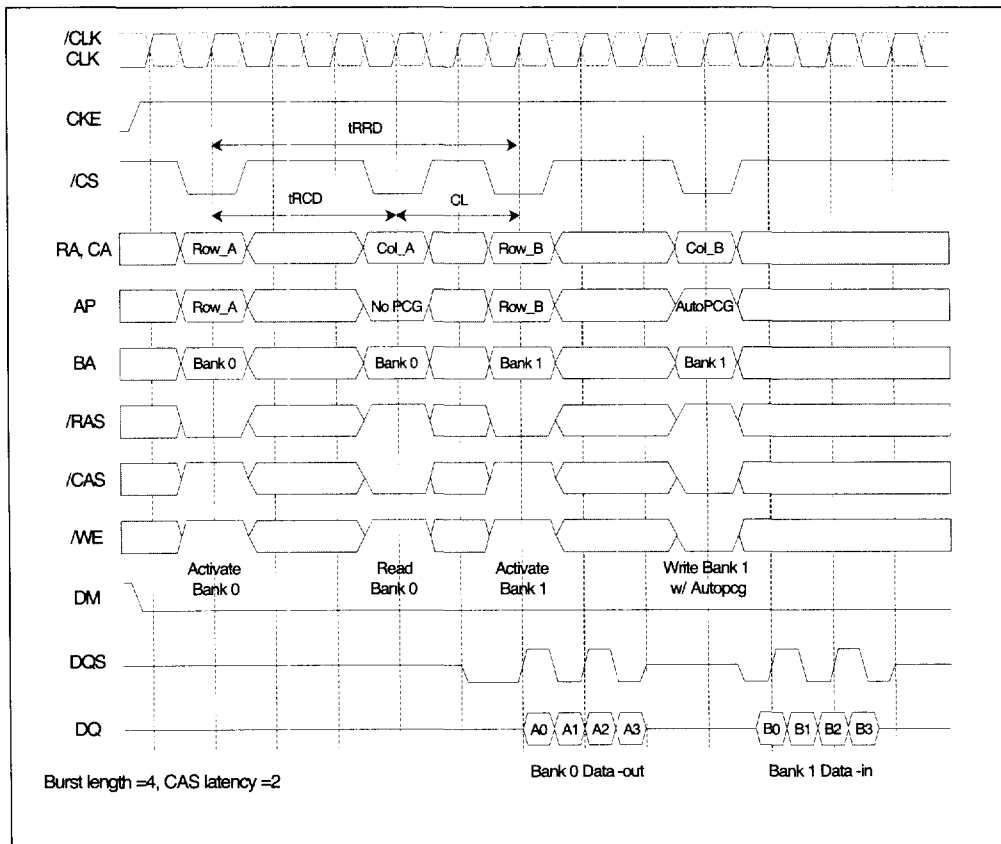 /CLK
CLK
CKE
tRRD
/CS
tRCD CL
RA, CA Row_A Col_A Row_B Col_B
AP Row_A No PCG Row_B AutoPCG
BA Bank 0 Bank 0 Bank 1 Bank 1
/RAS
/CAS
/WE
Activate Read Activate Write Bank 1
Bank 0 Bank 0 Bank 1 w/ Autopcg
DM
DQS
DQ A0 A1 A2 A3 B0 B1 B2 B3
Bank 0 Data -out Bank 1 Data -in
Burst length =4, CAS latency =2